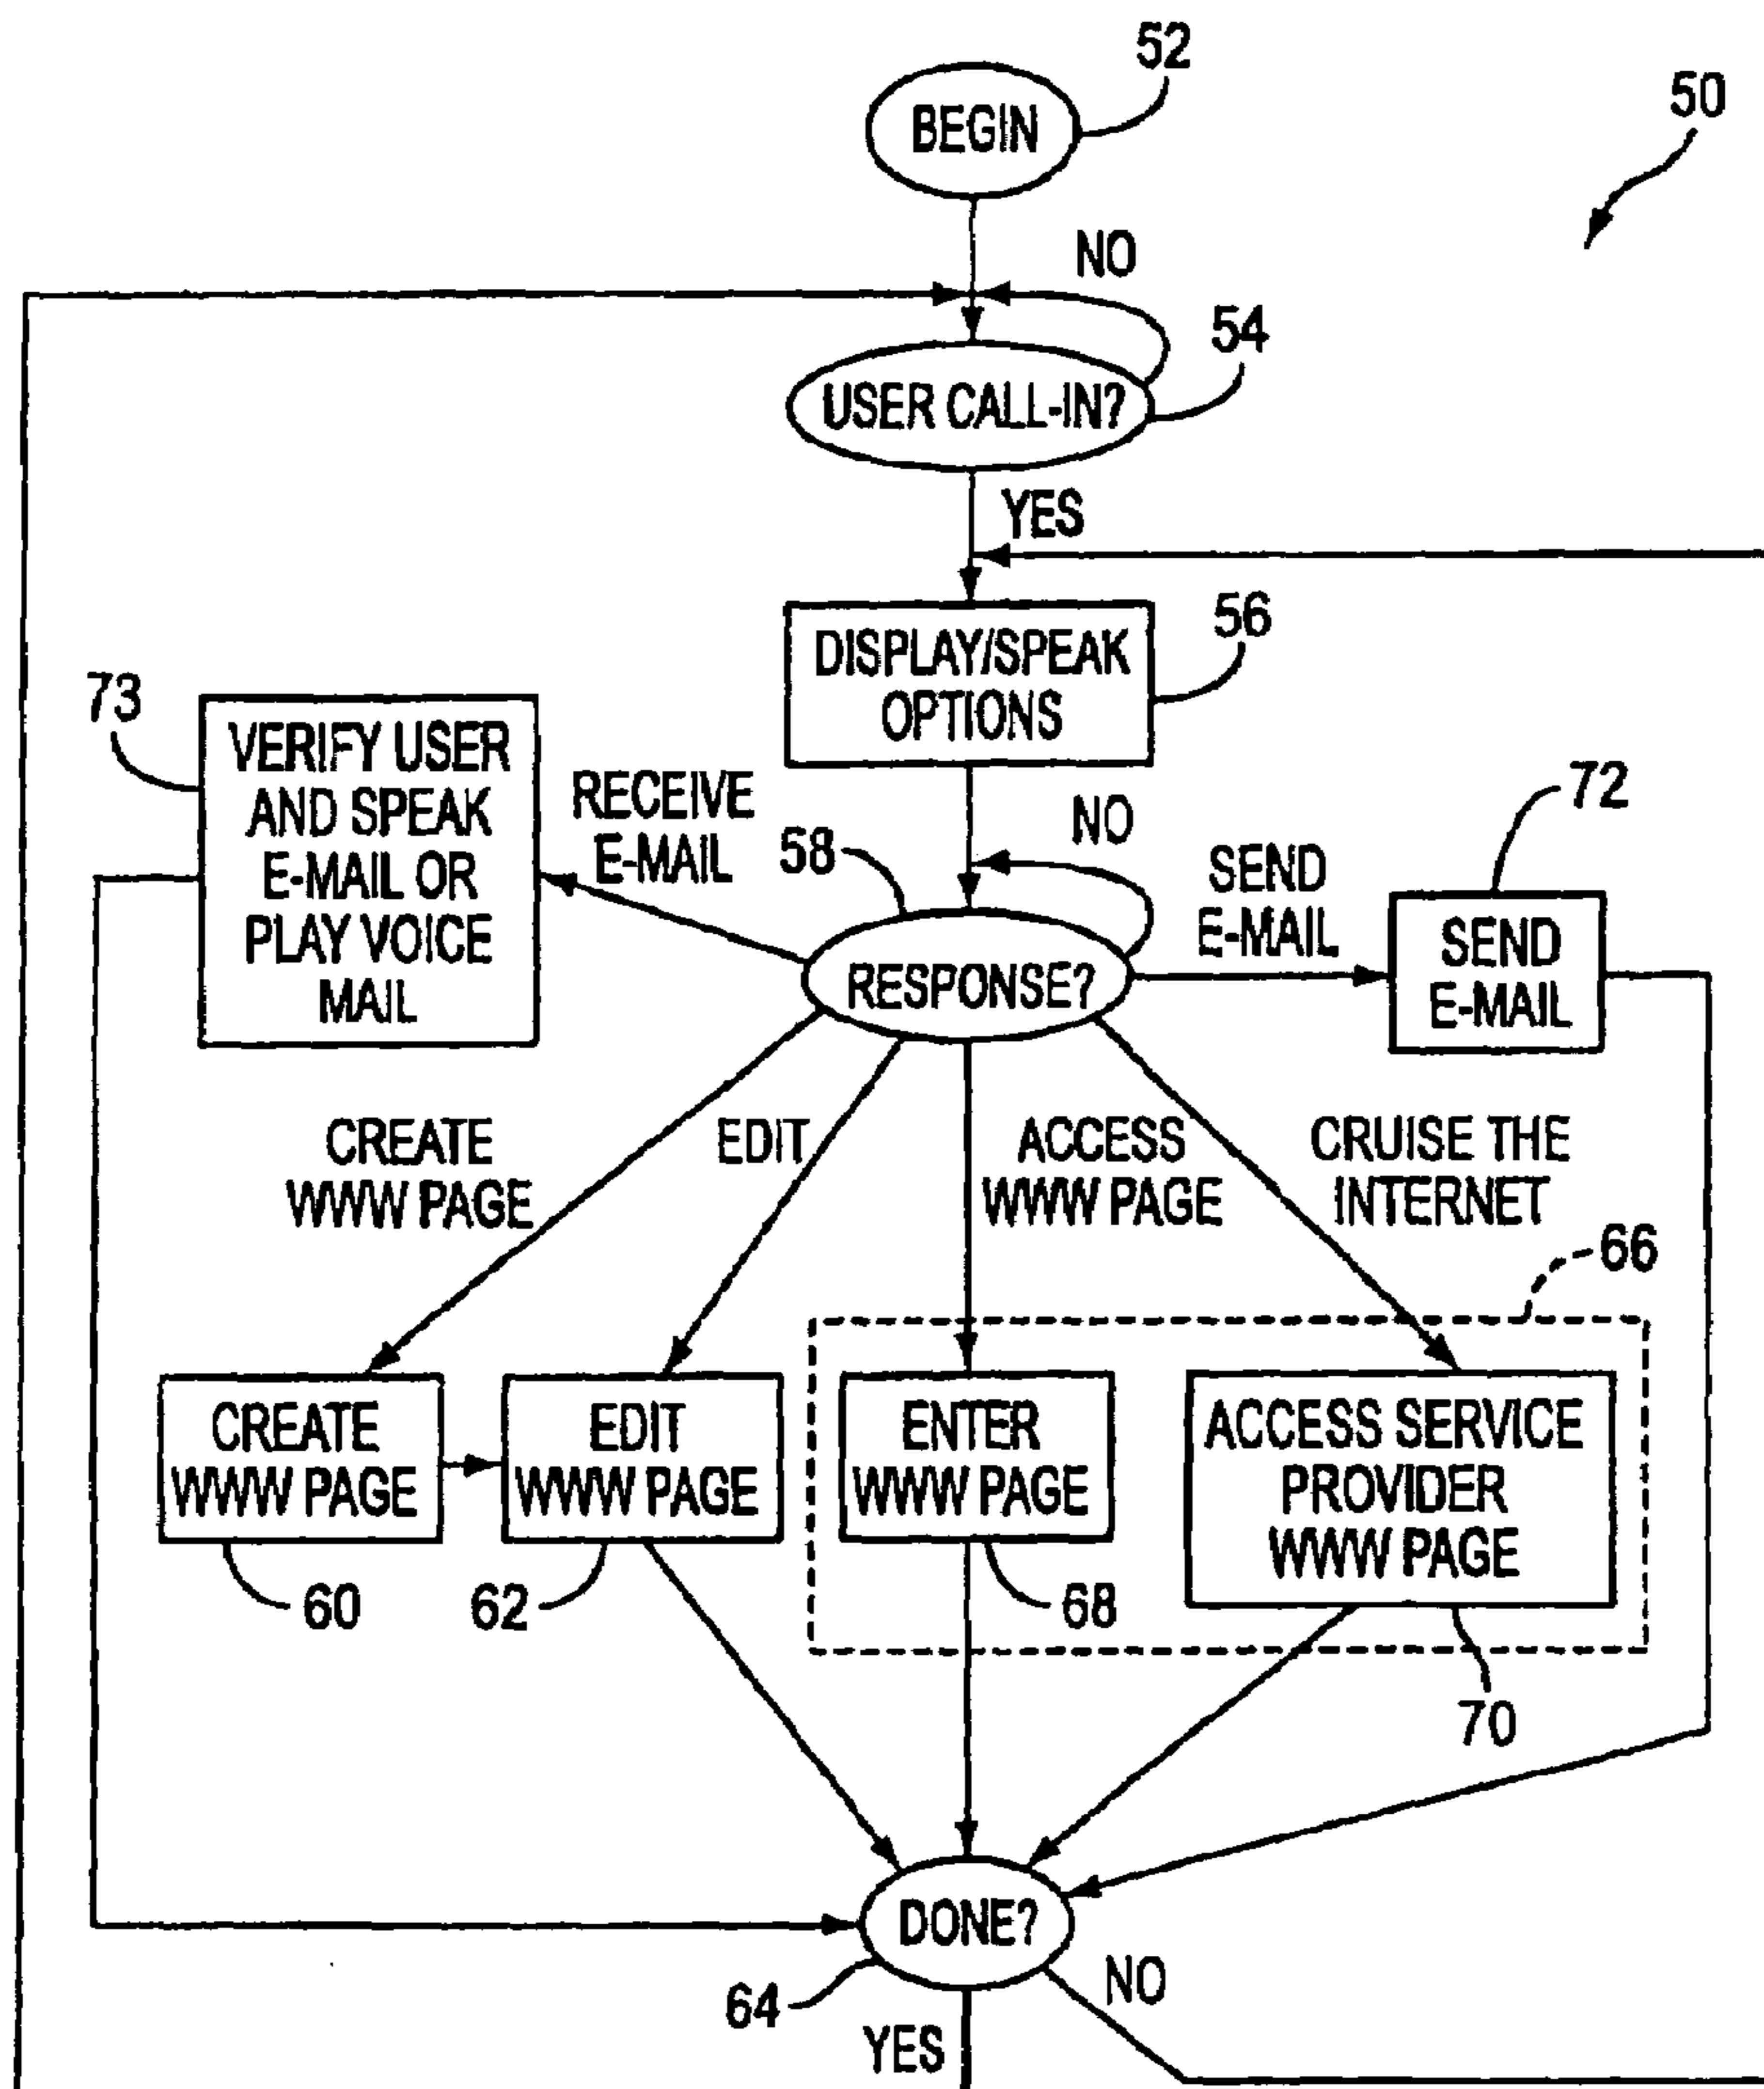 52
BEGIN
50
NO
54
USER CALL-IN?
YES
56
DISPLAY/SPEAK
OPTIONS
73
VERIFY USER
AND SPEAK
E-MAIL OR
PLAY VOICE
MAIL
RECEIVE
E-MAIL
58
NO
SEND
E-MAIL
72
SEND
E-MAIL
RESPONSE?
CREATE
WWW PAGE
EDIT
ACCESS
WWW PAGE
CRUISE THE
INTERNET
66
CREATE
WWW PAGE
EDIT
WWW PAGE
ENTER
WWW PAGE
ACCESS SERVICE
PROVIDER
WWW PAGE
60
62
68
70
DONE?
64
NO
YES